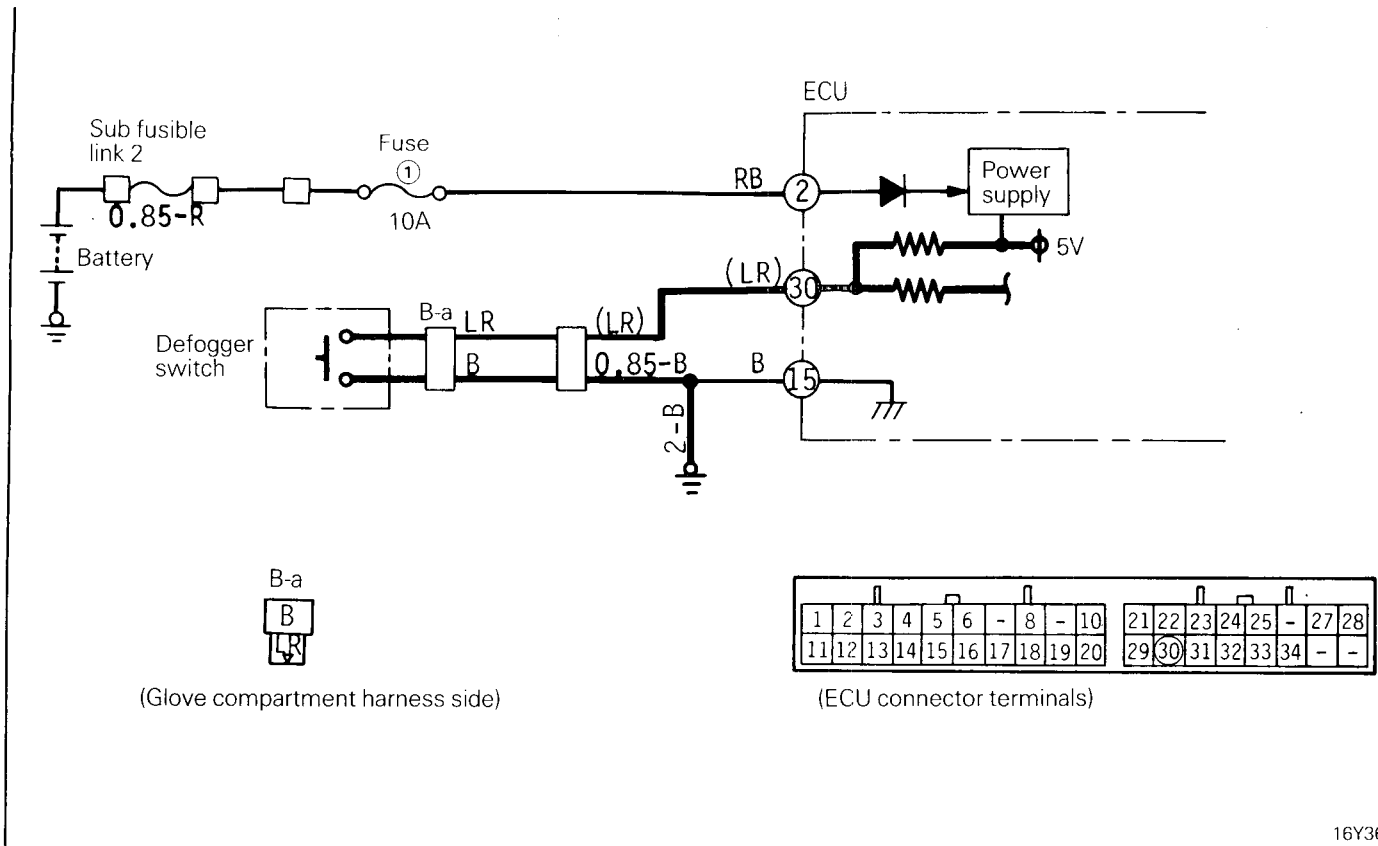 ECU
Sub fusible
link 2
Fuse
①
10A
0.85-R
Battery
RB
2
Power
supply
5V
(LR)
30
Defogger
switch
B-a
LR
(LR)
B
0.85-B
B
15
2-B
B-a
B
LR
(Glove compartment harness side)
1 2 3 4 5 6 - 8 - 10 21 22 23 24 25 - 27 28
11 12 13 14 15 16 17 18 19 20 29 30 31 32 33 34 - -
(ECU connector terminals)